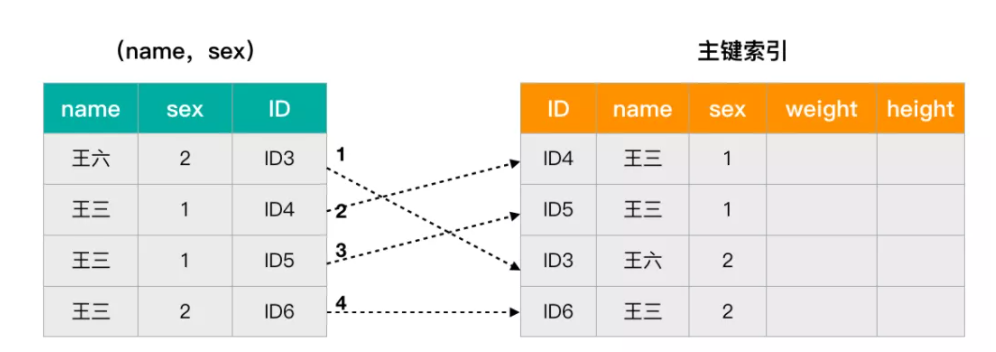 （name，sex）
主键索引
name sex ID
王六 2 ID3
王三 1 ID4
王三 1 ID5
王三 2 ID6
1
2
3
4
ID name sex weight height
ID4 王三 1
ID5 王三 1
ID3 王六 2
ID6 王三 2